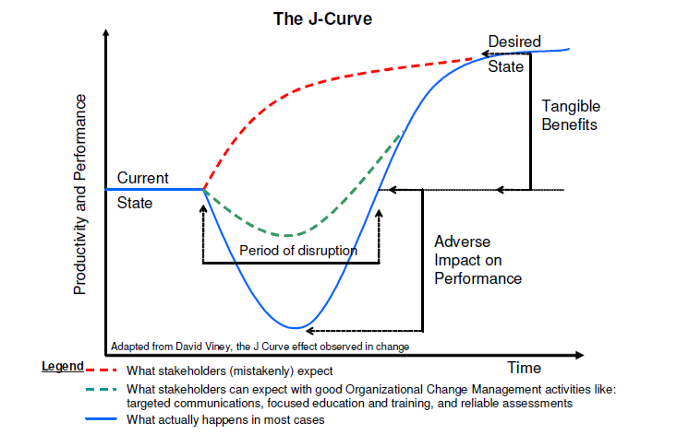 The J-Curve
Desired
State
Tangible
Benefits
Productivity and Performance
Current
State
Period of disruption
Adverse
Impact on
Performance
Adapted from David Viney, the J Curve effect observed in change
Time
Legend
What stakeholders (mistakenly) expect
What stakeholders can expect with good Organizational Change Management activities like:
targeted communications, focused education and training, and reliable assessments
What actually happens in most cases